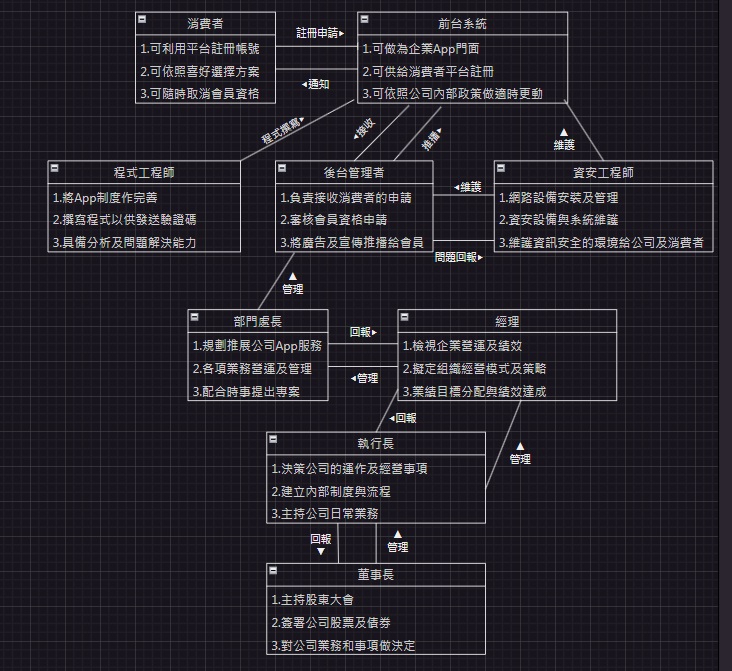 消費者
1.可利用平台註冊帳號
2.可依照喜好選擇方案
3.可隨時取消會員資格
註冊申請▸
◂通知
前台系統
1.可做為企業App門面
2.可供給消費者平台註冊
3.可依照公司內部政策做適時更動
程式撰寫▸
◂接收
推播▸
▲
維護
程式工程師
1.將App制度作完善
2.撰寫程式以供發送驗證碼
3.具備分析及問題解決能力
後台管理者
1.負責接收消費者的申請
2.審核會員資格申請
3.將廣告及宣傳推播給會員
◂維護
問題回報▸
資安工程師
1.網路設備安裝及管理
2.資安設備與系統維護
3.維護資訊安全的環境給公司及消費者
▲
管理
部門處長
1.規劃推展公司App服務
2.各項業務營運及管理
3.配合時事提出專案
回報▸
◂管理
經理
1.檢視企業營運及績效
2.擬定組織經營模式及策略
3.業績目標分配與績效達成
◂回報
▲
管理
執行長
1.決策公司的運作及經營事項
2.建立內部制度與流程
3.主持公司日常業務
回報
▼
▲
管理
董事長
1.主持股東大會
2.簽署公司股票及債券
3.對公司業務和事項做決定